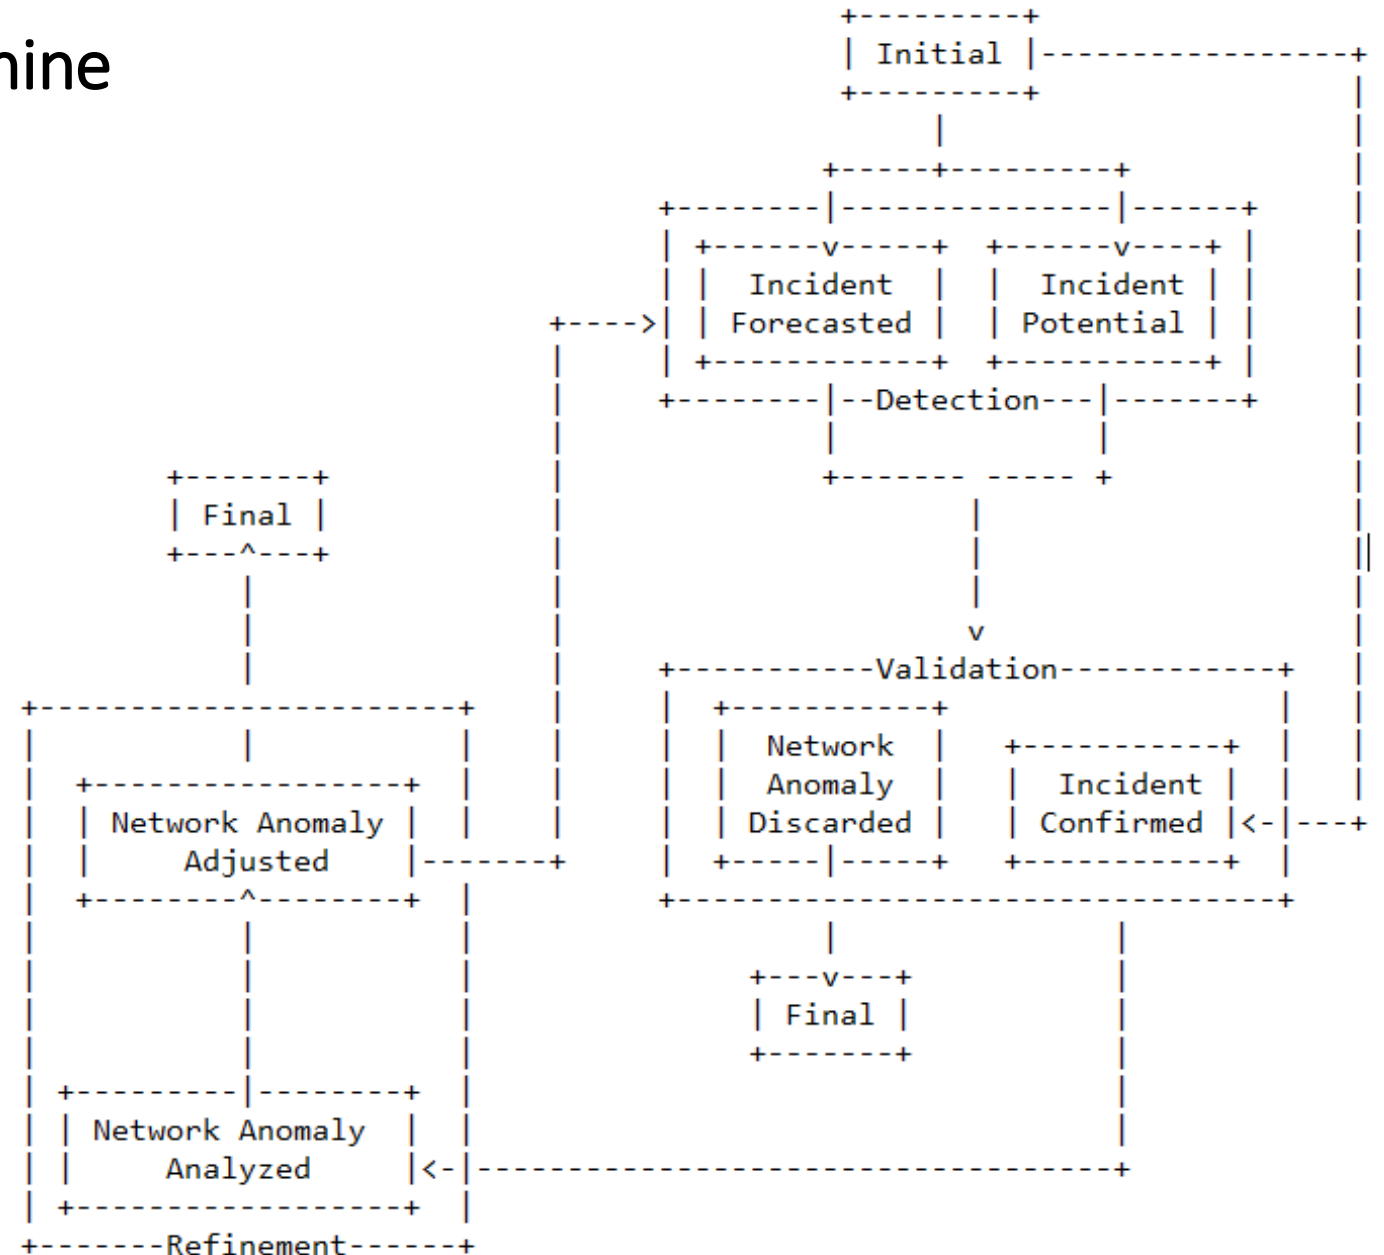 hine
Initial
Incident
Forecasted
Incident
Potential
Detection
Final
Validation
Network
Anomaly
Discarded
Incident
Confirmed
Network Anomaly
Adjusted
Final
Network Anomaly
Analyzed
Refinement